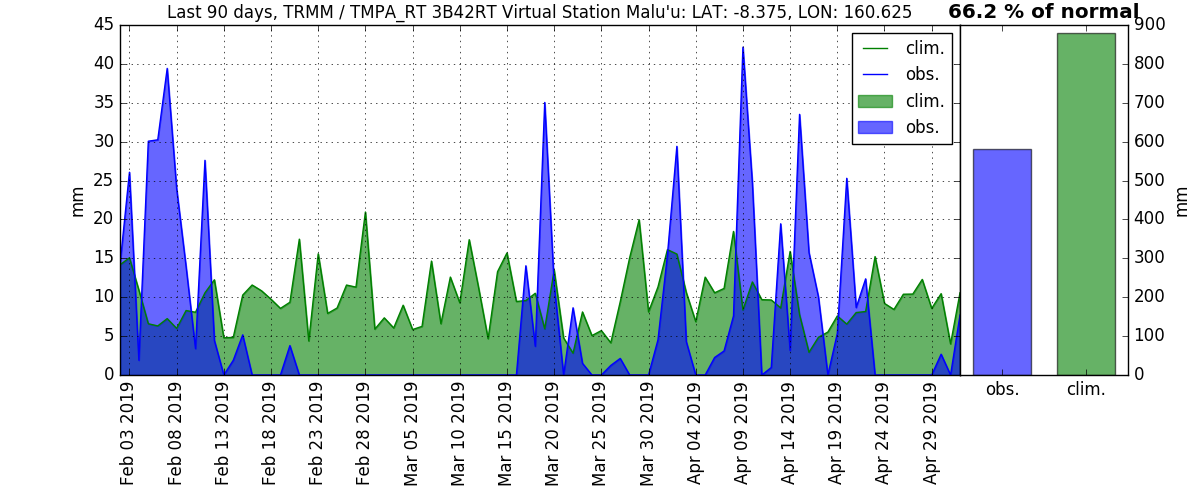 Last 90 days, TRMM / TMPA_RT 3B42RT Virtual Station Malu'u: LAT: -8.375, LON: 160.625
66.2 % of normal
45
40
35
30
25
20
15
10
5
0
mm
clim.
obs.
clim.
obs.
Feb 03 2019
Feb 08 2019
Feb 13 2019
Feb 18 2019
Feb 23 2019
Feb 28 2019
Mar 05 2019
Mar 10 2019
Mar 15 2019
Mar 20 2019
Mar 25 2019
Mar 30 2019
Apr 04 2019
Apr 09 2019
Apr 14 2019
Apr 19 2019
Apr 24 2019
Apr 29 2019
900
800
700
600
500
400
300
200
100
0
mm
obs.
clim.